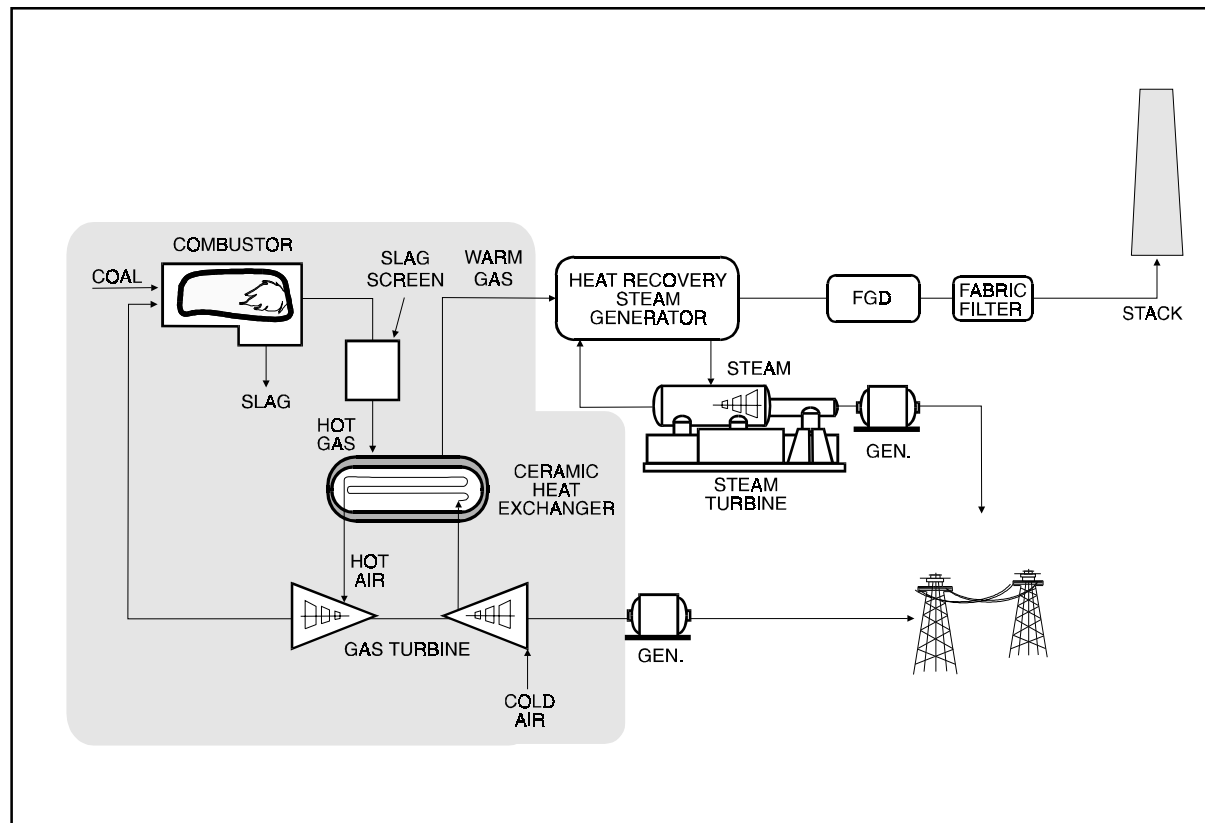 COMBUSTOR
COAL
SLAG
SCREEN
WARM
GAS
HEAT RECOVERY
STEAM
GENERATOR
FGD
FABRIC
FILTER
STACK
SLAG
HOT
GAS
STEAM
GEN.
STEAM
TURBINE
CERAMIC
HEAT
EXCHANGER
HOT
AIR
GAS TURBINE
GEN.
COLD
AIR